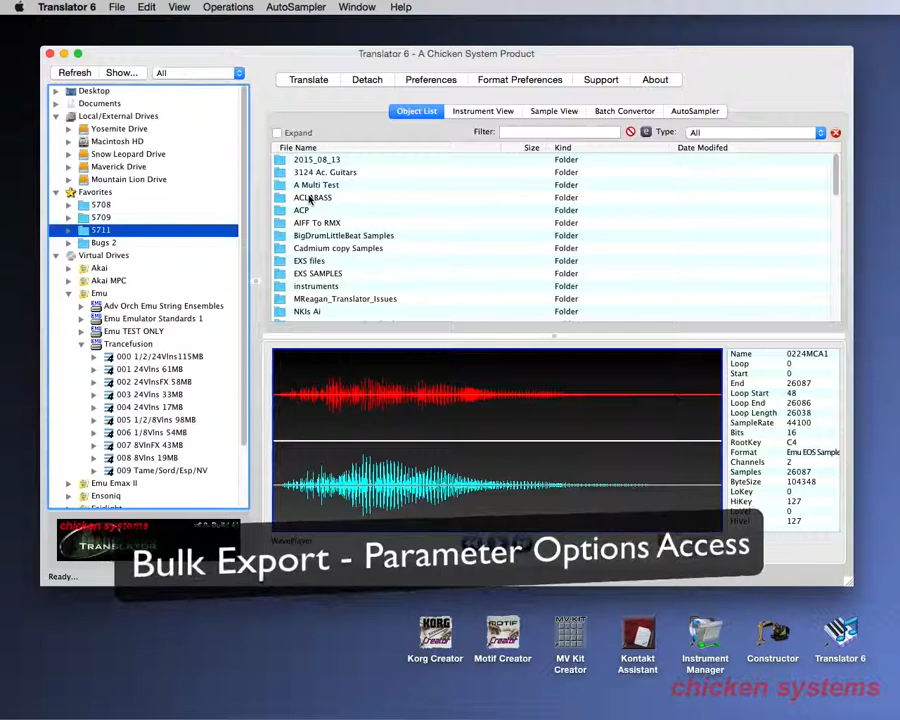 Translator 6 File Edit View Operations AutoSampler Window Help
Translator 6 - A Chicken System Product
Refresh Show... All
Translate Detach Preferences Format Preferences Support About
Desktop
Documents
Local/External Drives
Yosemite Drive
Macintosh HD
Snow Leopard Drive
Maverick Drive
Mountain Lion Drive
Favorites
5708
5709
5711
Bugs 2
Virtual Drives
Akai
Akai MPC
Emu
Adv Orch Emu String Ensembles
Emu Emulator Standards 1
Emu TEST ONLY
Trancefusion
000 1/2/24Vlns115MB
001 24Vlns 61MB
002 24VlnsFX 58MB
003 24Vlns 33MB
004 24Vlns 17MB
005 1/2/8Vlns 98MB
006 1/8Vlns 54MB
007 8VlnFX 43MB
008 8Vlns 19MB
009 Tame/Sord/Esp/NV
Emu Emax II
Ensoniq
Fairlight
Object List Instrument View Sample View Batch Convertor AutoSampler
Expand Filter: Type: All
File Name Size Kind Date Modifed
2015_08_13 Folder
3124 Ac. Guitars Folder
A Multi Test Folder
Folder
ACP Folder
AIFF To RMX Folder
BigDrumLittleBeat Samples Folder
Cadmium copy Samples Folder
EXS files Folder
EXS SAMPLES Folder
instruments Folder
MReagan_Translator_Issues Folder
NKIs Ai Folder
Name 0224MCA1
Loop 0
Start 0
End 26087
Loop Start 48
Loop End 26086
Loop Length 26038
SampleRate 44100
Bits 16
RootKey C4
Format Emu EOS Sample
Channels 2
Samples 26087
ByteSize 104348
LoKey 0
HiKey 127
LoVel 0
HiVel 127
chicken systems
TRANSLATOR
WavePlayer
Ready...
Bulk Export - Parameter Options Access
Korg Creator
Motif Creator
MV Kit Creator
Kontakt Assistant
Instrument Manager
Constructor
Translator 6
chicken systems